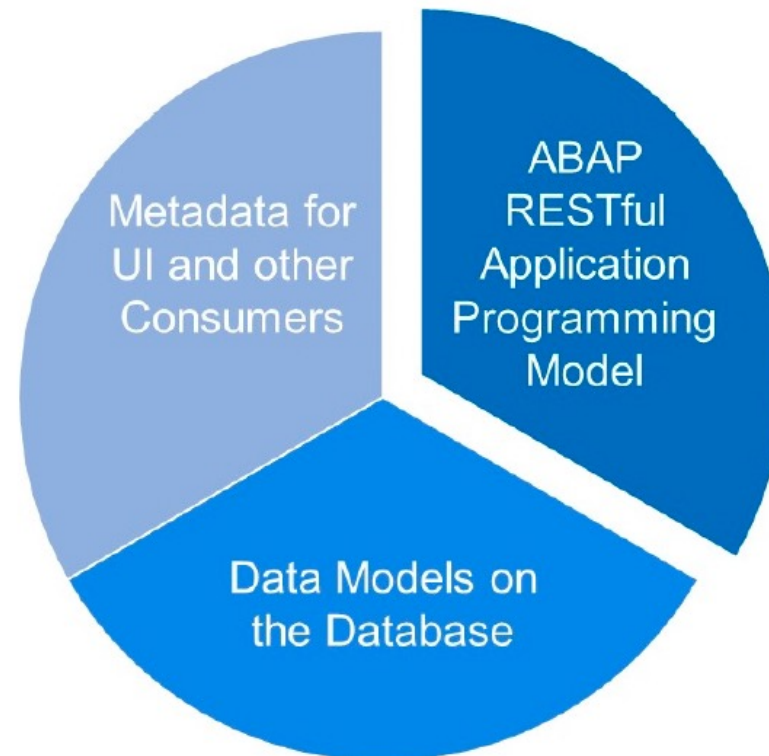 Metadata for
UI and other
Consumers
ABAP
RESTful
Application
Programming
Model
Data Models on
the Database